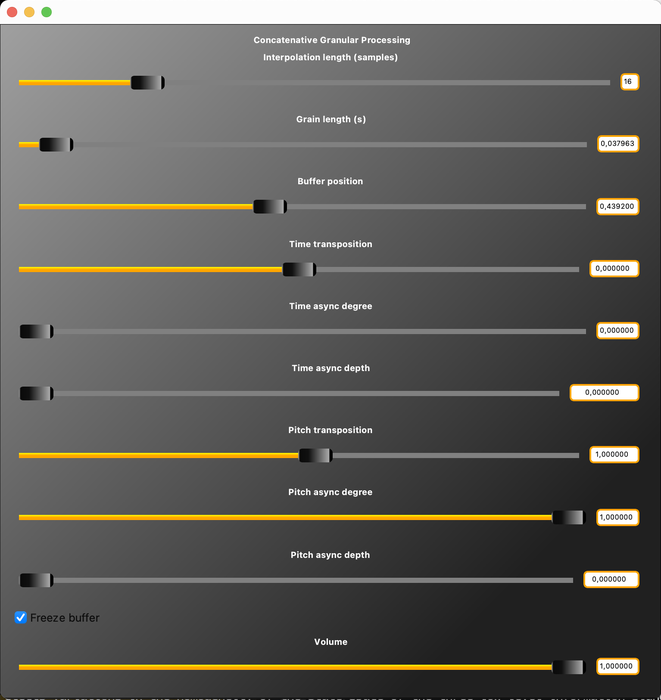 Concatenative Granular Processing
Interpolation length (samples)
16
Grain length (s)
0,037963
Buffer position
0,439200
Time transposition
0,000000
Time async degree
0,000000
Time async depth
0,000000
Pitch transposition
1,000000
Pitch async degree
1,000000
Pitch async depth
0,000000
Freeze buffer
Volume
1,000000